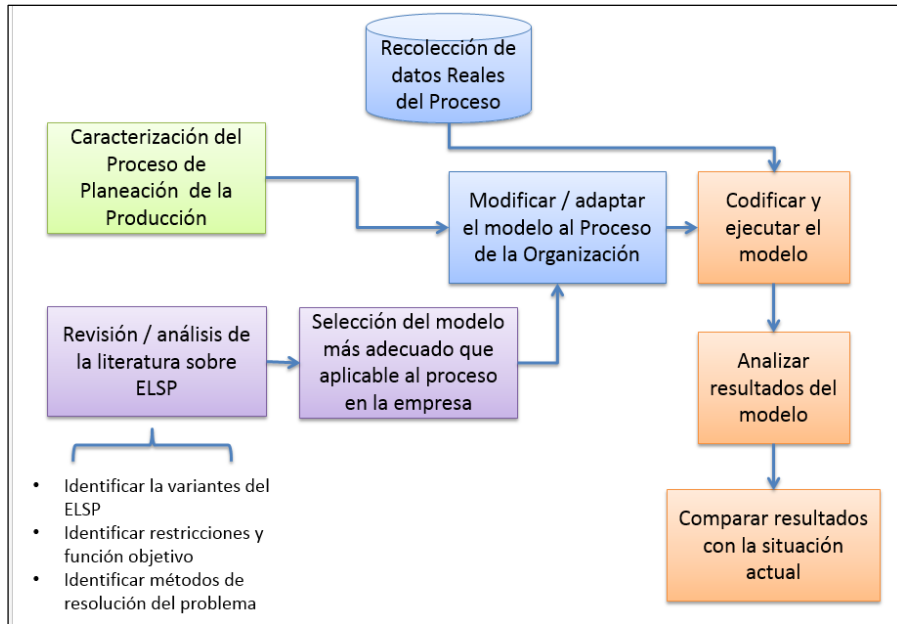 Recolección de
datos Reales
del Proceso
Caracterización del
Proceso de
Planeación de la
Producción
Modificar / adaptar
el modelo al Proceso
de la Organización
Codificar y
ejecutar el
modelo
Revisión / análisis de
la literatura sobre
ELSP
Selección del modelo
más adecuado que
aplicable al proceso
en la empresa
Analizar
resultados del
modelo
• Identificar la variantes del
ELSP
• Identificar restricciones y
función objetivo
• Identificar métodos de
resolución del problema
Comparar resultados
con la situación
actual